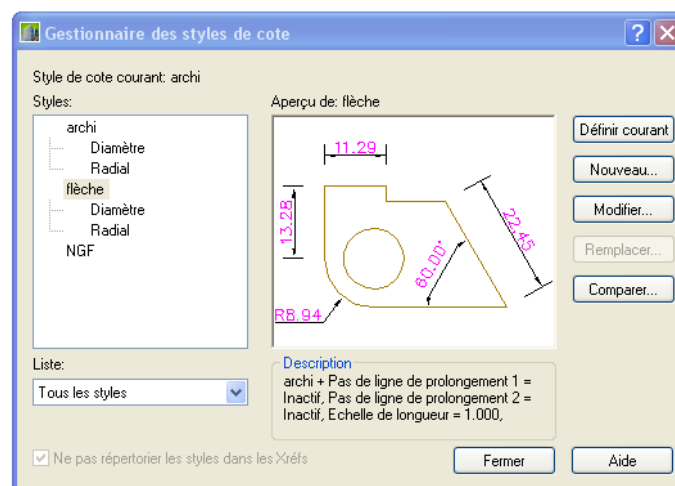 Gestionnaire des styles de cote
Style de cote courant: archi
Styles:
archi
Diamètre
Radial
flèche
Diamètre
Radial
NGF
Aperçu de: flèche
11.29
13.28
22.45
60.00°
R8.94
Définir courant
Nouveau...
Modifier...
Remplacer...
Comparer...
Liste:
Tous les styles
Description
archi + Pas de ligne de prolongement 1 =
Inactif, Pas de ligne de prolongement 2 =
Inactif, Echelle de longueur = 1.000,
Ne pas répertorier les styles dans les Xréfs
Fermer
Aide